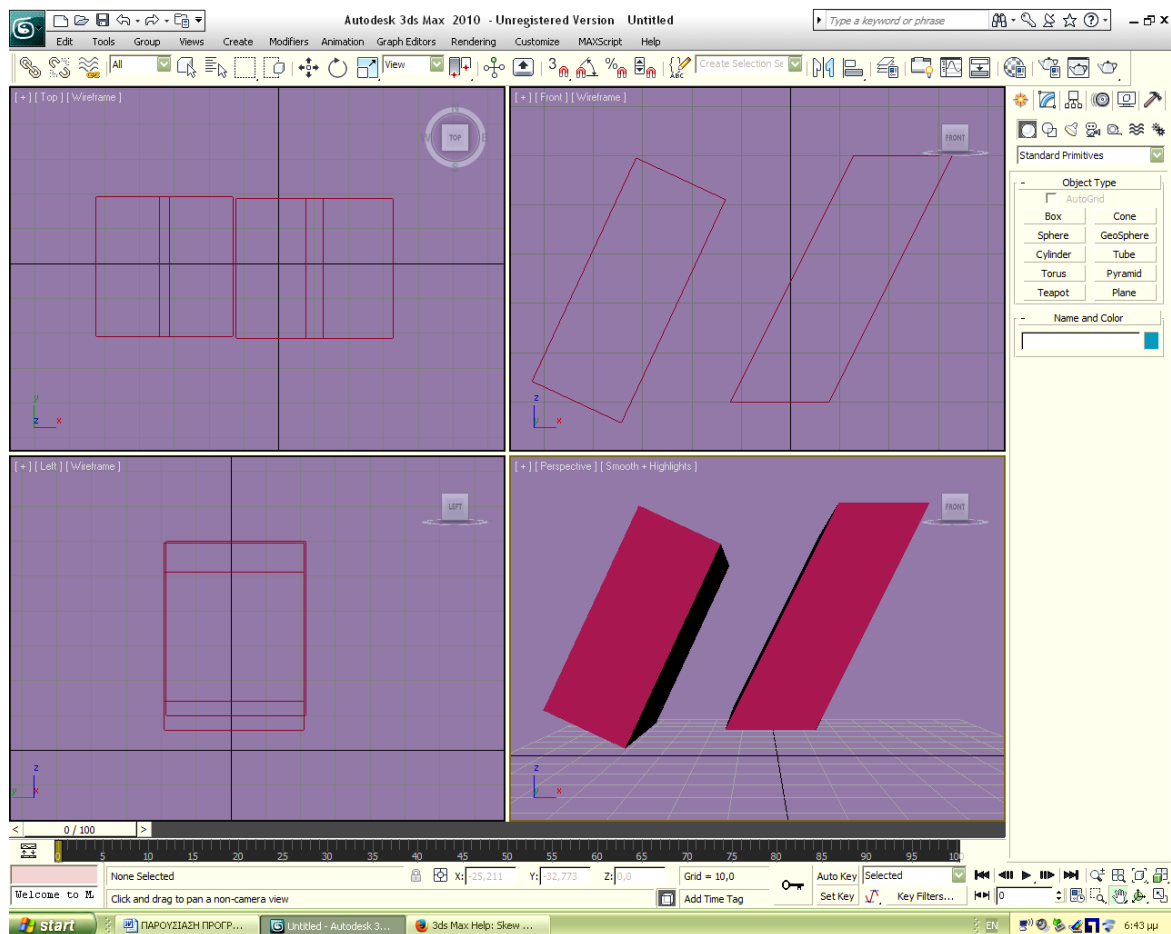 Autodesk 3ds Max 2010 - Unregistered Version Untitled
Type a keyword or phrase
Edit Tools Group Views Create Modifiers Animation Graph Editors Rendering Customize MAXScript Help
All
View
3
%
ABC
Create Selection Se
[ + ] [ Top ] [ Wireframe ]
TOP
N
W
E
S
y
z x
[ + ] [ Front ] [ Wireframe ]
FRONT
z
y x
[ + ] [ Left ] [ Wireframe ]
LEFT
z
y x
[ + ] [ Perspective ] [ Smooth + Highlights ]
FRONT
z
y x
Standard Primitives
- Object Type
AutoGrid
Box Cone
Sphere GeoSphere
Cylinder Tube
Torus Pyramid
Teapot Plane
- Name and Color
< 0 / 100 >
0 5 10 15 20 25 30 35 40 45 50 55 60 65 70 75 80 85 90 95 100
None Selected
X: -25,211 Y: -32,773 Z: 0,0
Grid = 10,0
Auto Key Selected
Welcome to M.
Click and drag to pan a non-camera view
Add Time Tag
Set Key Key Filters...
0
start
ΠΑΡΟΥΣΙΑΣΗ ΠΡΟΓΡ...
Untitled - Autodesk 3...
3ds Max Help: Skew ...
EN
6:43 μμ